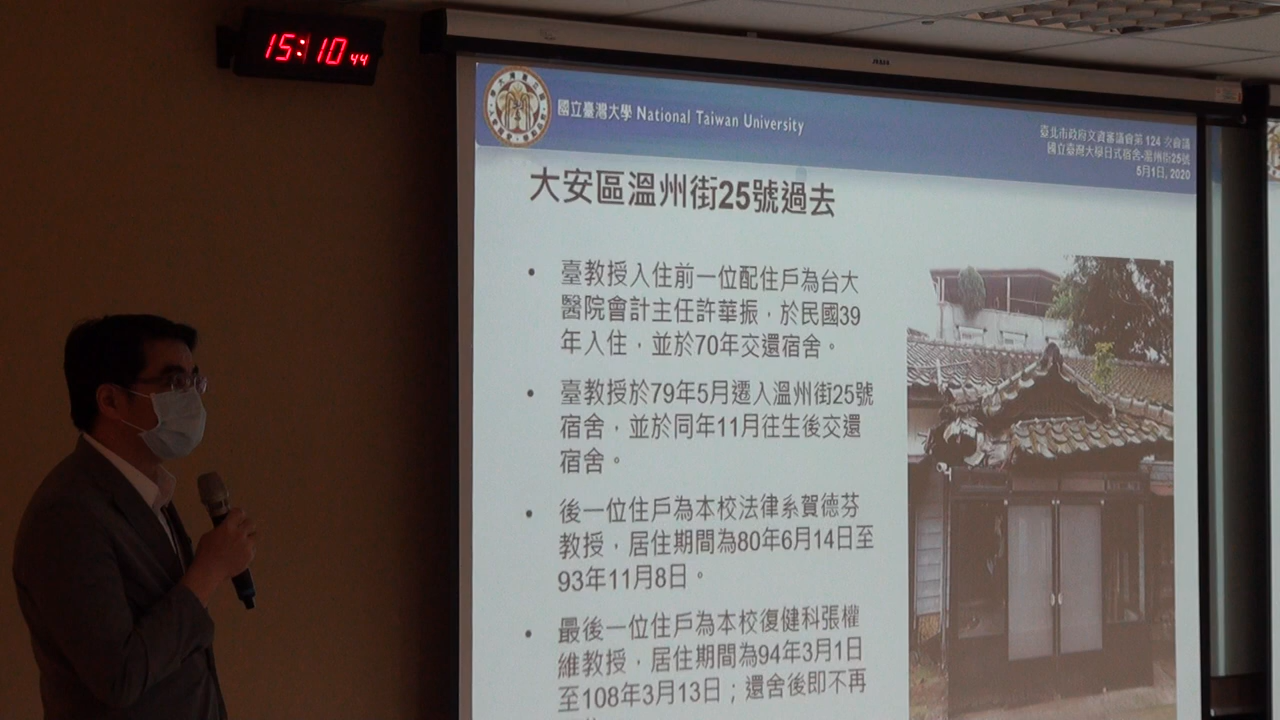 15:10 44
國立臺灣大學 National Taiwan University
臺北市政府文資審議會第 124 次會議
國立臺灣大學日式宿舍-溫州街25號
5月1日, 2020
大安區溫州街25號過去
• 臺教授入住前一位配住戶為台大
醫院會計主任許華振，於民國39
年入住，並於70年交還宿舍。
• 臺教授於79年5月遷入溫州街25號
宿舍，並於同年11月往生後交還
宿舍。
• 後一位住戶為本校法律系賀德芬
教授，居住期間為80年6月14日至
93年11月8日。
• 最後一位住戶為本校復健科張權
維教授，居住期間為94年3月1日
至108年3月13日；還舍後即不再